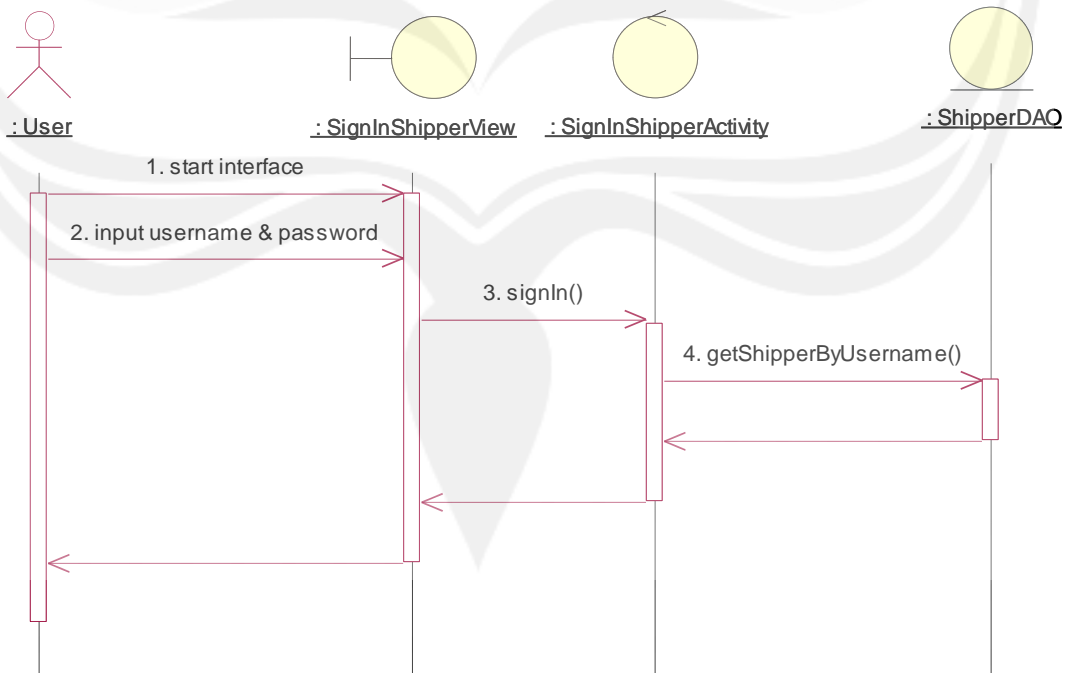 : User
: SignInShipperView
: SignInShipperActivity
: ShipperDAO
1. start interface
2. input username & password
3. signIn()
4. getShipperByUsername()